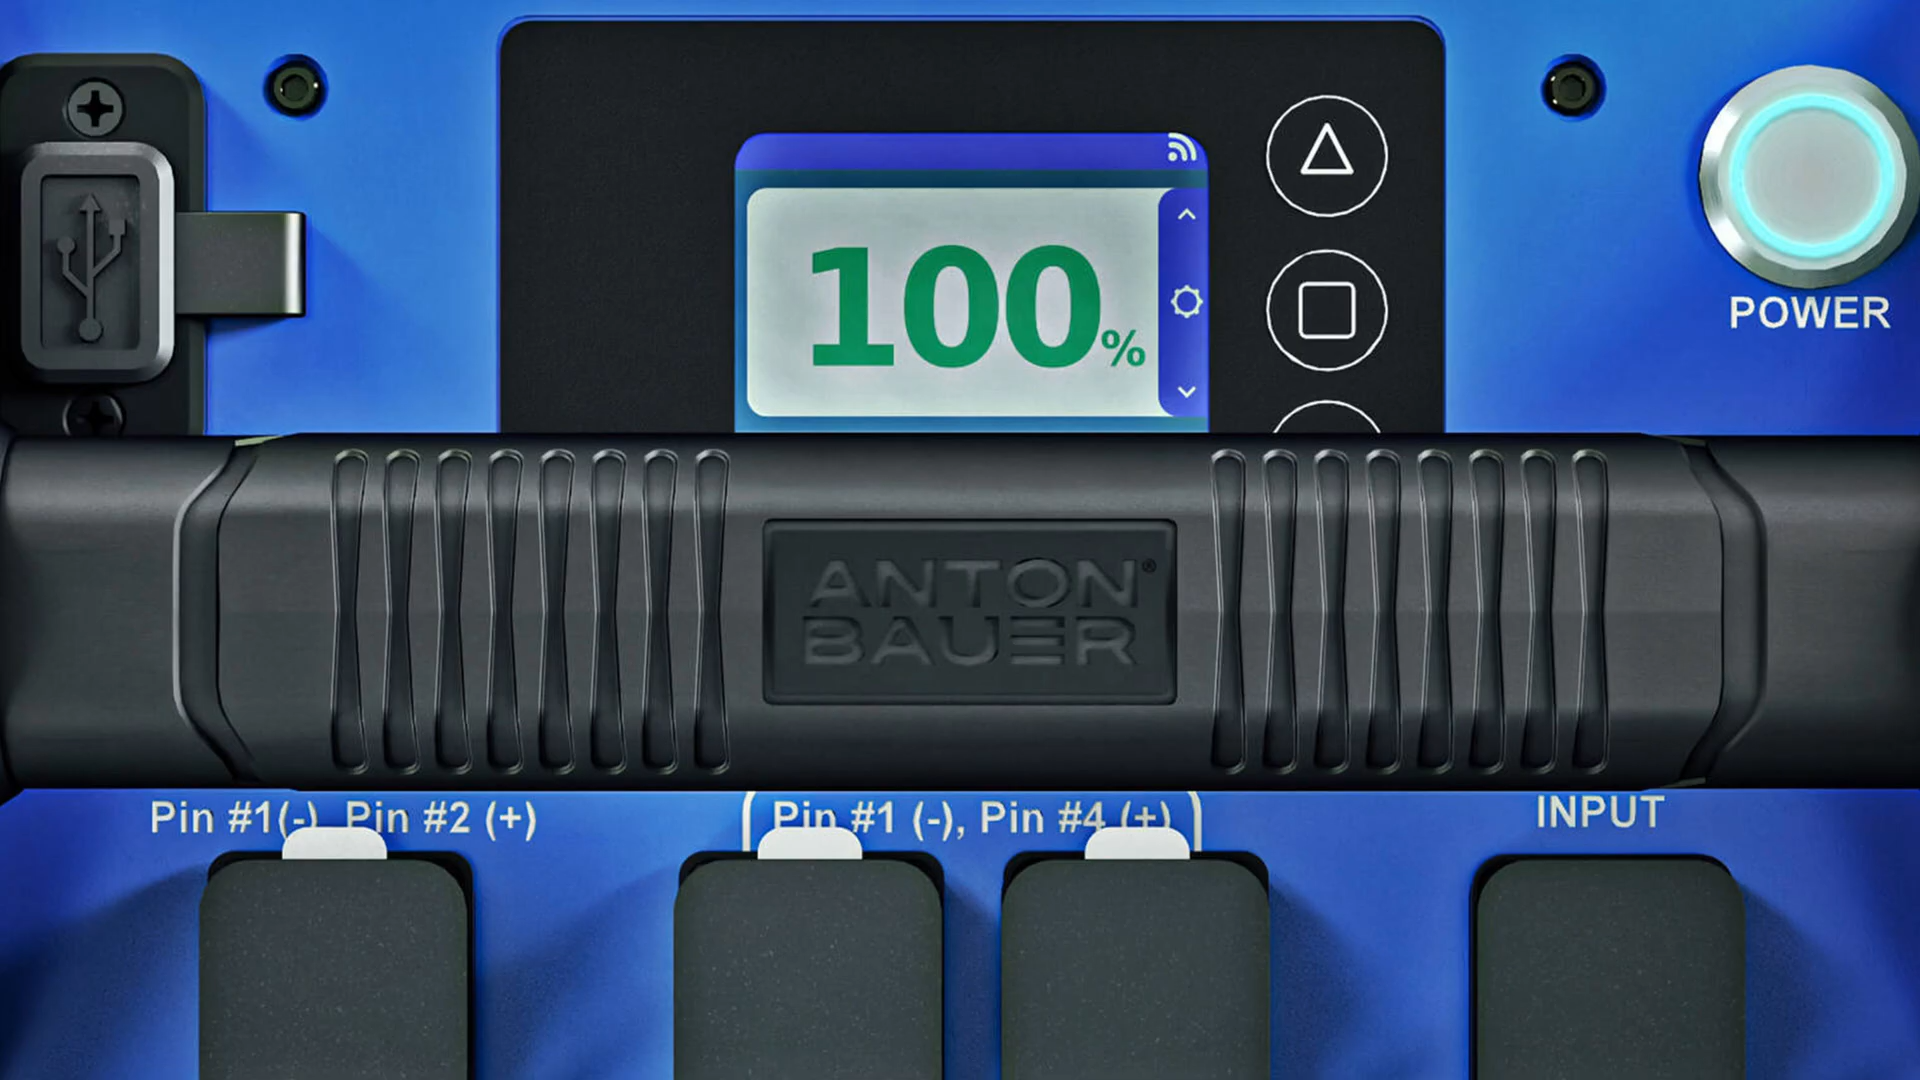 100%
POWER
ANTON®
BAUER
Pin #1(-) Pin #2 (+)
Pin #1 (-), Pin #4 (+)
INPUT